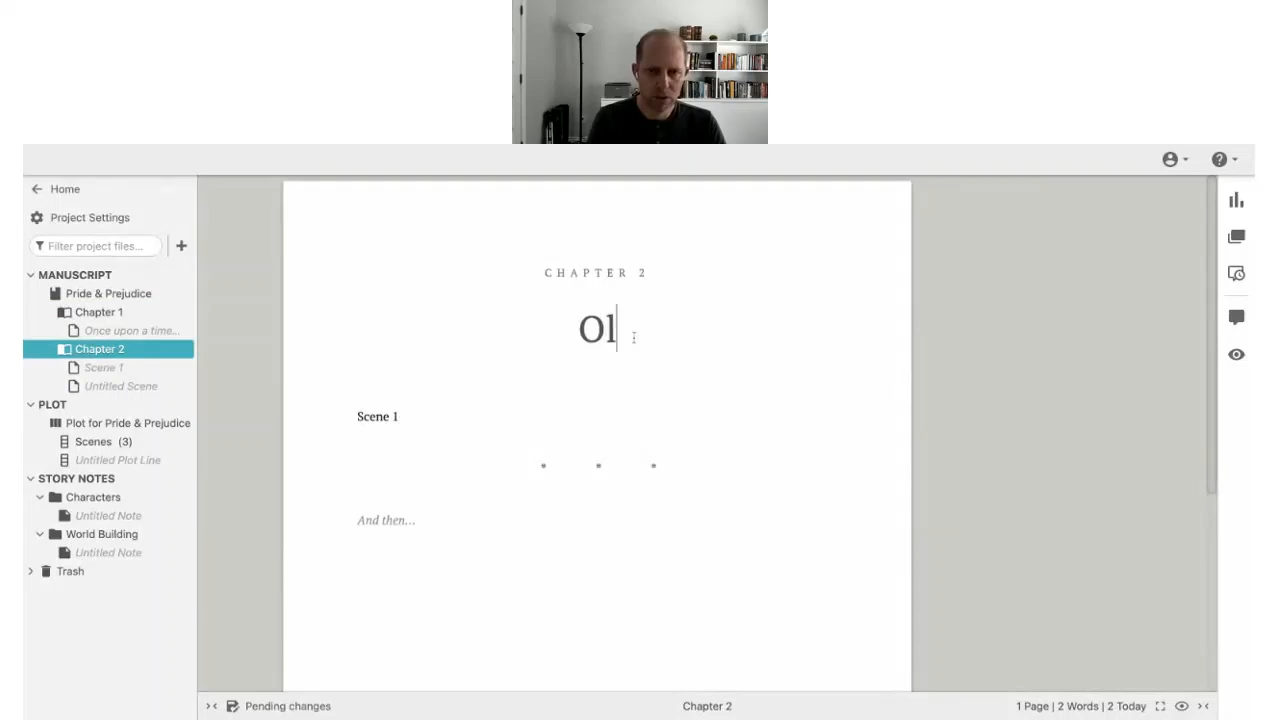 Home
Project Settings
Filter project files...
MANUSCRIPT
Pride & Prejudice
Chapter 1
Once upon a time...
Chapter 2
Scene 1
Untitled Scene
PLOT
Plot for Pride & Prejudice
Scenes (3)
Untitled Plot Line
STORY NOTES
Characters
Untitled Note
World Building
Untitled Note
Trash
CHAPTER 2
Ol
Scene 1
And then...
Pending changes
Chapter 2
1 Page | 2 Words | 2 Today